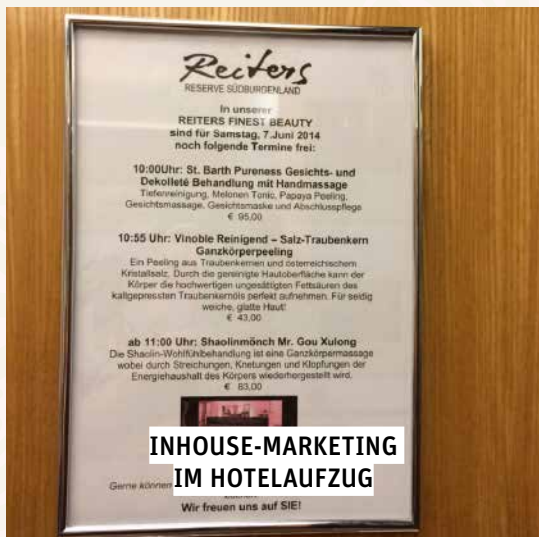 Reiters
RESERVE SÜDBURGENLAND
In unserer
REITERS FINEST BEAUTY
sind für Samstag, 7.Juni 2014
noch folgende Termine frei:
10:00Uhr: St. Barth Pureness Gesichts- und
Dekolleté Behandlung mit Handmassage
Tiefenreinigung, Melonen Tonic, Papaya Peeling,
Gesichtsmassage, Gesichtsmaske und Abschlusspflege
€ 95,00
10:55 Uhr: Vinoble Reinigend – Salz-Traubenkern
Ganzkörperpeeling
Ein Peeling aus Traubenkernen und österreichischem
Kristallsalz. Durch die gereinigte Hautoberfläche kann der
Körper die hochwertigen ungesättigten Fettsäuren des
kaltgepressten Traubenkernöls perfekt aufnehmen. Für seidig
weiche, glatte Haut!
€ 43,00
ab 11:00 Uhr: Shaolinmönch Mr. Gou Xulong
Die Shaolin-Wohlfühlbehandlung ist eine Ganzkörpermassage
wobei durch Streichungen, Knetungen und Klopfungen der
Energiehaushalt des Körpers wiederhergestellt wird.
€ 83,00
INHOUSE-MARKETING
IM HOTELAUFZUG
Gerne können
Wir freuen uns auf SIE!